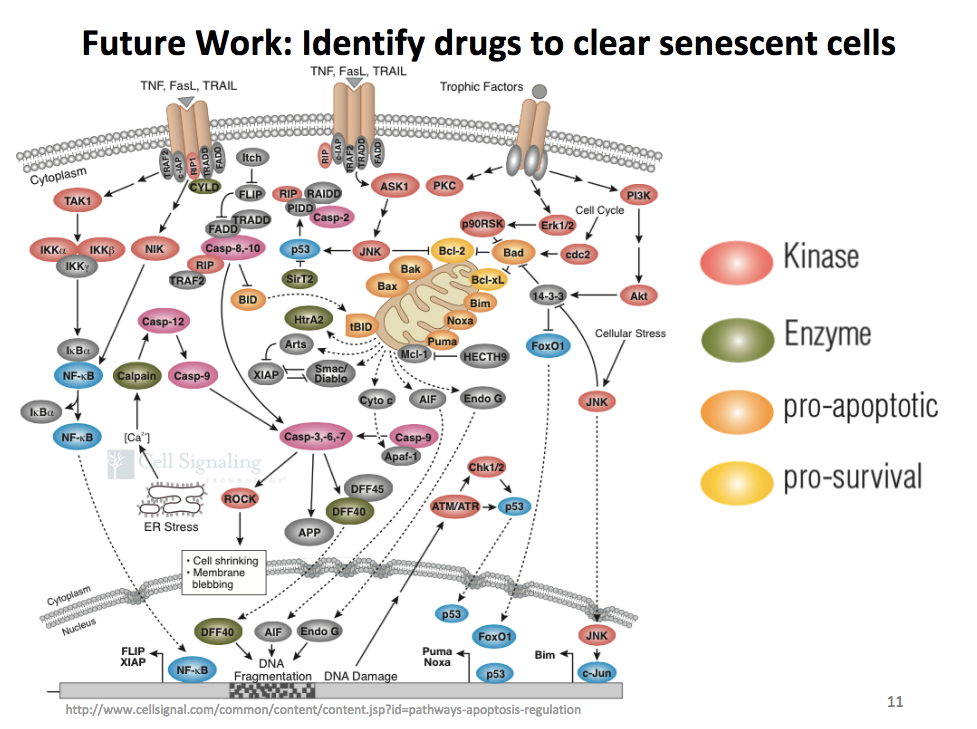 Future Work: Identify drugs to clear senescent cells
TNF, FasL, TRAIL
TNF, FasL, TRAIL
Trophic Factors
Cytoplasm
TRAF2
c-IAP
RIP1
TRADD
FADD
CYLD
Itch
FLIP
TRADD
FADD
RIP
c-IAP
TRAF2
TRADD
FADD
RIP
RAIDD
PIDD
Casp-2
ASK1
PKC
PI3K
TAK1
IKKα
IKKβ
IKKγ
NIK
Casp-8,-10
RIP
TRAF2
BID
p53
SirT2
JNK
Bcl-2
p90RSK
Erk1/2
Cell Cycle
Bad
cdc2
Bak
Bax
Bcl-xL
Bim
Noxa
Puma
tBID
Mcl-1
HECTH9
14-3-3
Akt
FoxO1
Cellular Stress
JNK
HtrA2
Arts
XIAP
Smac/
Diablo
Cyto c
AIF
Endo G
Casp-12
Calpain
Casp-9
IκBα
NF-κB
IκBα
NF-κB
[Ca2+]
Cell Signaling
TECHNOLOGY®
ER Stress
Casp-3,-6,-7
Casp-9
Apaf-1
ROCK
APP
DFF45
DFF40
Chk1/2
ATM/ATR
p53
• Cell shrinking
• Membrane
blebbing
Cytoplasm
Nucleus
DFF40
AIF
Endo G
p53
FoxO1
JNK
FLIP
XIAP
NF-κB
DNA
Fragmentation
DNA Damage
Puma
Noxa
p53
Bim
c-Jun
Kinase
Enzyme
pro-apoptotic
pro-survival
http://www.cellsignal.com/common/content/content.jsp?id=pathways-apoptosis-regulation
11